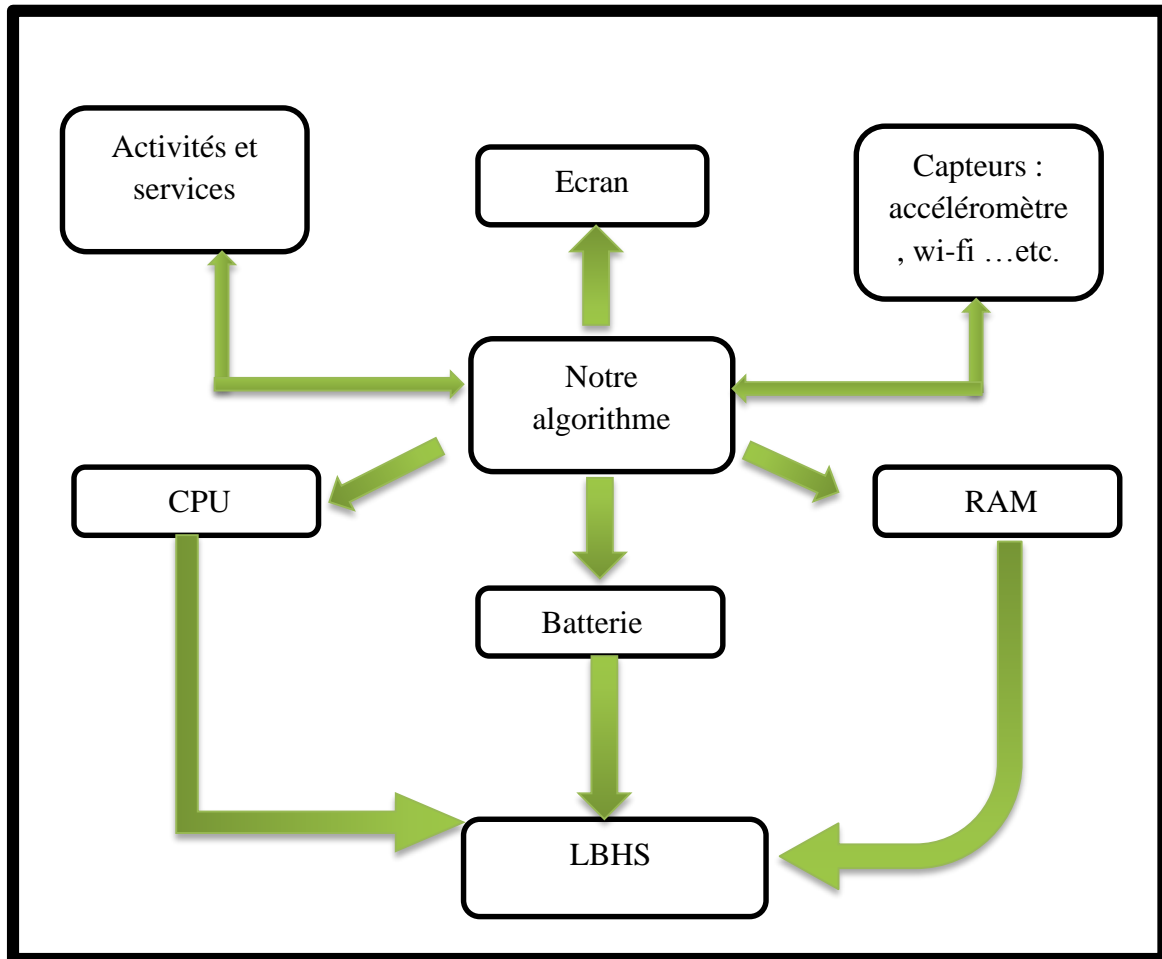 Activités et
services
Ecran
Capteurs :
accéléromètre
, wi-fi …etc.
Notre
algorithme
CPU
RAM
Batterie
LBHS